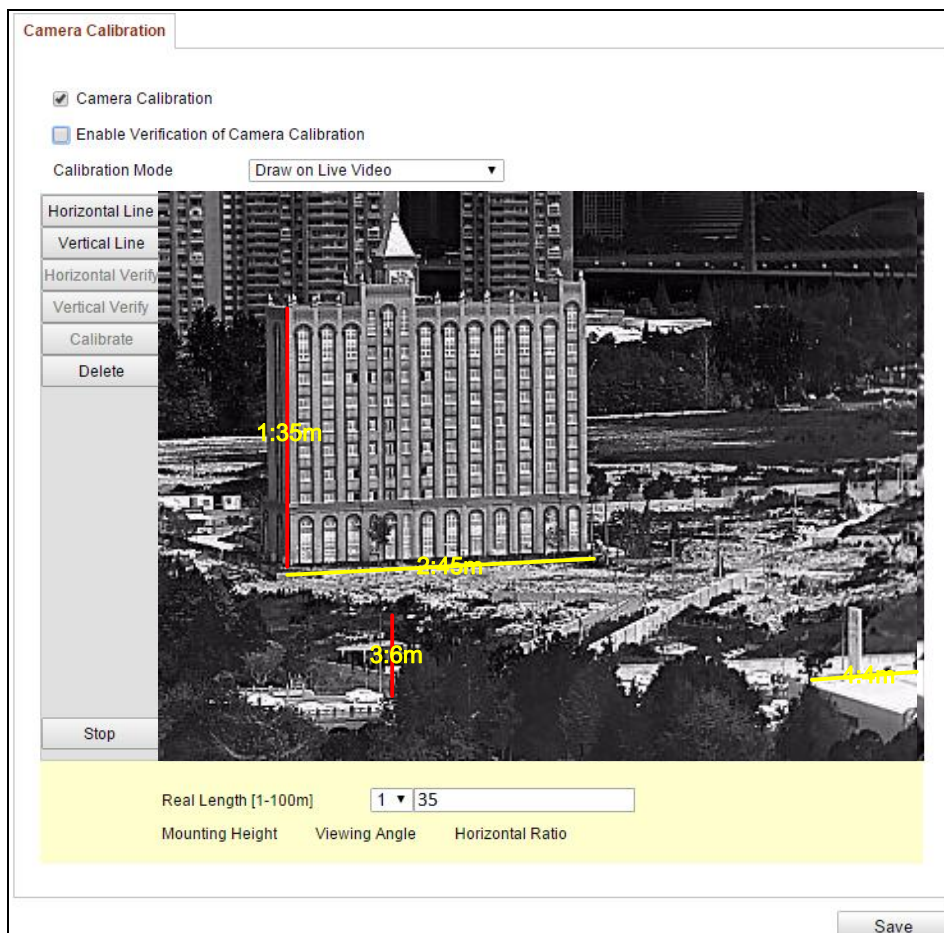 Camera Calibration
Camera Calibration
Enable Verification of Camera Calibration
Calibration Mode Draw on Live Video
Horizontal Line
Vertical Line
Horizontal Verify
Vertical Verify
Calibrate
Delete
1:35m
2:45m
3:6m
4:4m
Stop
Real Length [1-100m] 1 35
Mounting Height Viewing Angle Horizontal Ratio
Save